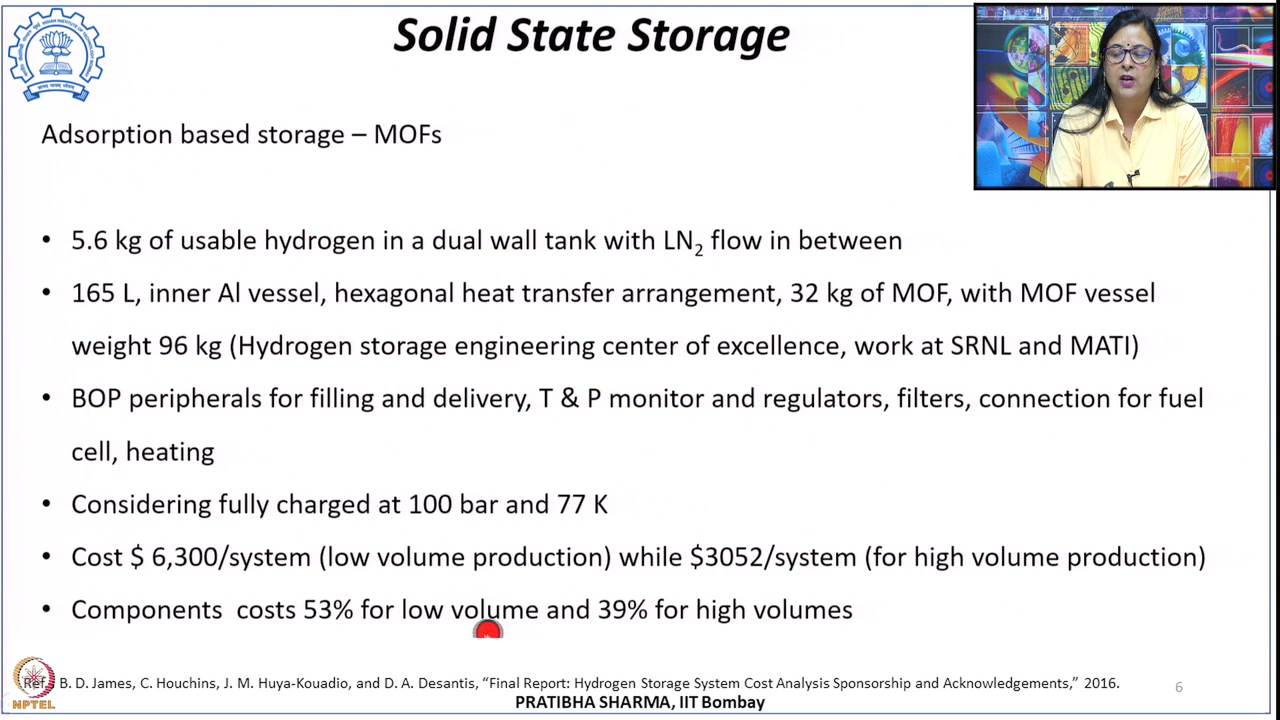 Solid State Storage
Adsorption based storage – MOFs
• 5.6 kg of usable hydrogen in a dual wall tank with LN₂ flow in between
• 165 L, inner Al vessel, hexagonal heat transfer arrangement, 32 kg of MOF, with MOF vessel
weight 96 kg (Hydrogen storage engineering center of excellence, work at SRNL and MATI)
• BOP peripherals for filling and delivery, T & P monitor and regulators, filters, connection for fuel
cell, heating
• Considering fully charged at 100 bar and 77 K
• Cost $ 6,300/system (low volume production) while $3052/system (for high volume production)
• Components costs 53% for low volume and 39% for high volumes
Ref. B. D. James, C. Houchins, J. M. Huya-Kouadio, and D. A. Desantis, “Final Report: Hydrogen Storage System Cost Analysis Sponsorship and Acknowledgements,” 2016.
6
NPTEL
PRATIBHA SHARMA, IIT Bombay